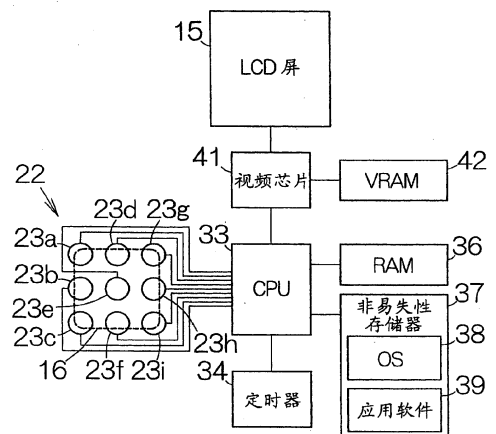 15
LCD屏
41
视频芯片
42
VRAM
22
23d
23g
23a
33
23b
CPU
36
RAM
23e
37
非易失性
存储器
23c
23h
38
OS
16
23f
23i
34
定时器
39
应用软件